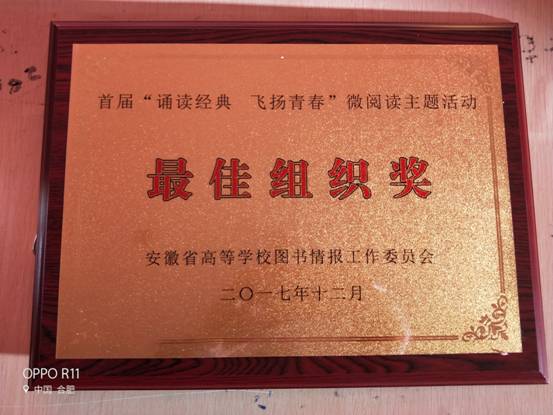 首届“诵读经典 飞扬青春”微阅读主题活动
最佳组织奖
安徽省高等学校图书情报工作委员会
二〇一七年十二月
OPPO R11
中国·合肥